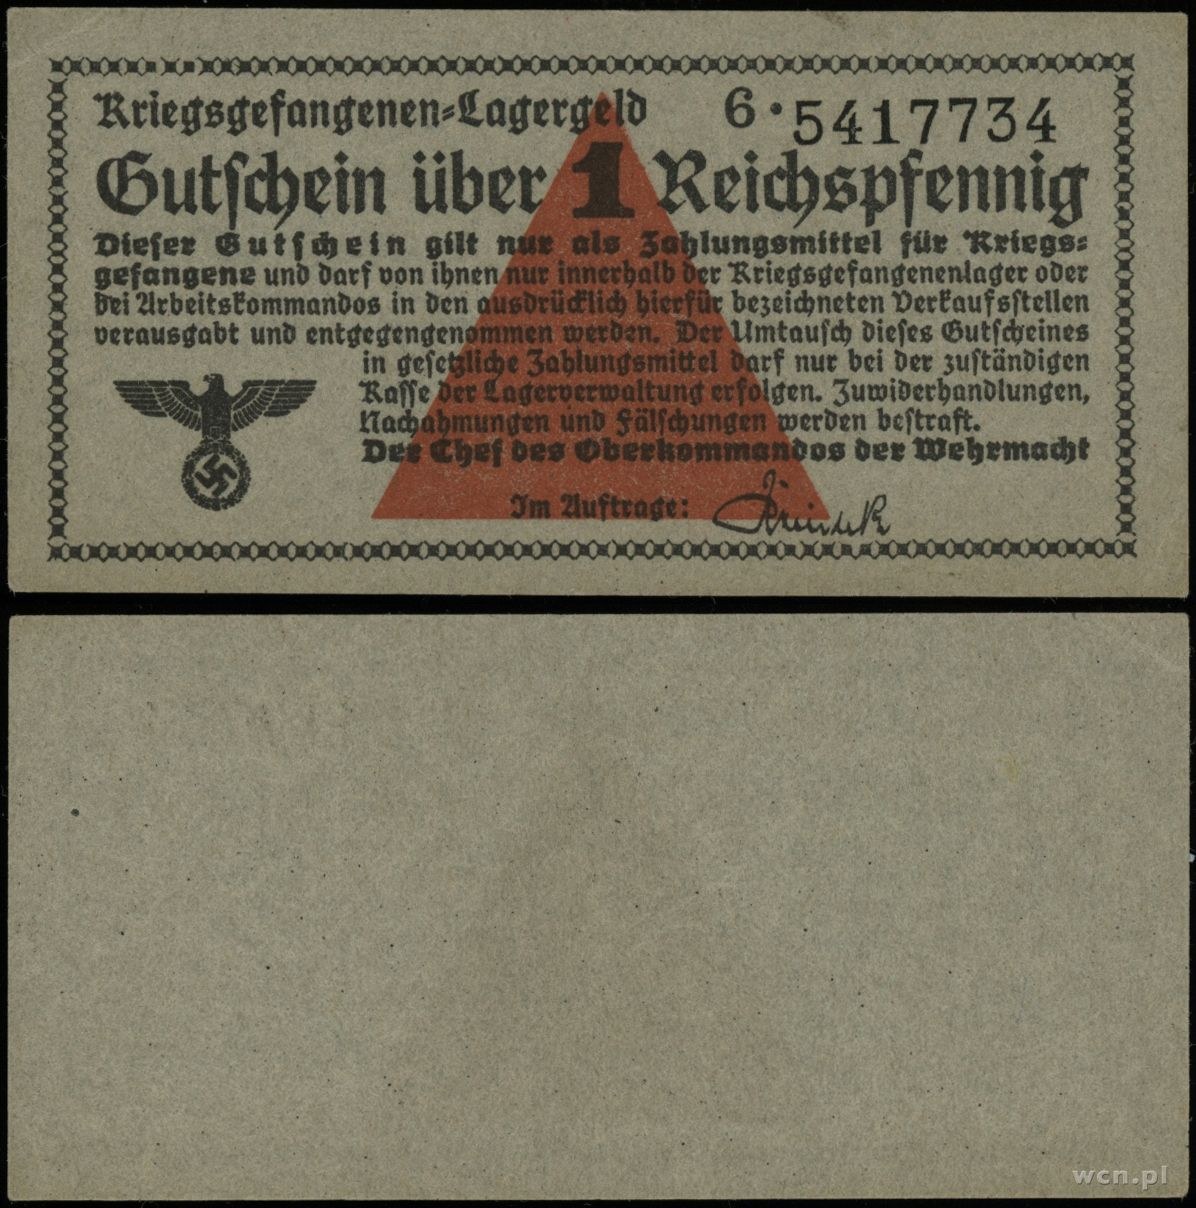 Kriegsgefangenen-Lagergeld 6·5417734
Gutschein über 1 Reichspfennig
Dieser Gutschein gilt nur als Zahlungsmittel für Kriegs-
gefangene und darf von ihnen nur innerhalb der Kriegsgefangenenlager oder
bei Arbeitskommandos in den ausdrücklich hierfür bezeichneten Verkaufsstellen
verausgabt und entgegengenommen werden. Der Umtausch dieses Gutscheines
in gesetzliche Zahlungsmittel darf nur bei der zuständigen
Kasse der Lagerverwaltung erfolgen. Zuwiderhandlungen,
Nachahmungen und Fälschungen werden bestraft.
Der Chef des Oberkommandos der Wehrmacht
Im Auftrage:
wcn.pl